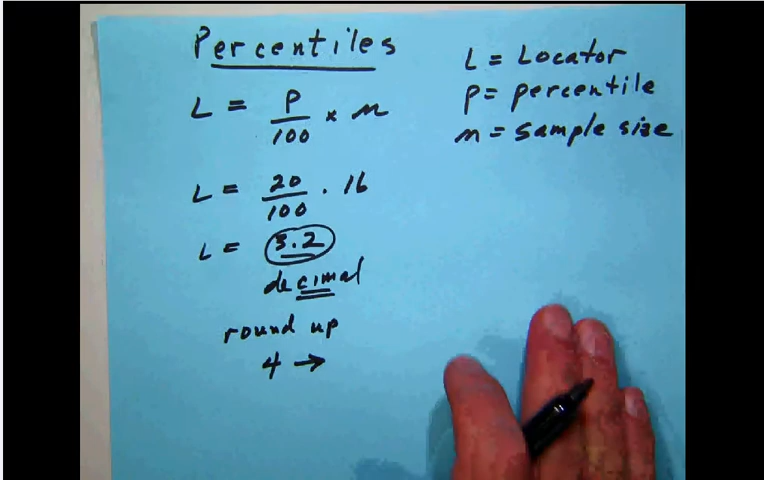 Percentiles
L = P/100 × n
L = 20/100 · 16
L = 3.2
decimal
round up
4 →
L = Locator
P = percentile
n = sample size